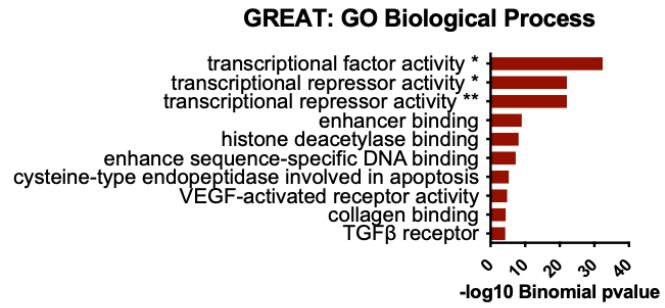 GREAT: GO Biological Process
transcriptional factor activity *
transcriptional repressor activity *
transcriptional repressor activity **
enhancer binding
histone deacetylase binding
enhance sequence-specific DNA binding
cysteine-type endopeptidase involved in apoptosis
VEGF-activated receptor activity
collagen binding
TGFβ receptor
0 10 20 30 40
-log10 Binomial pvalue